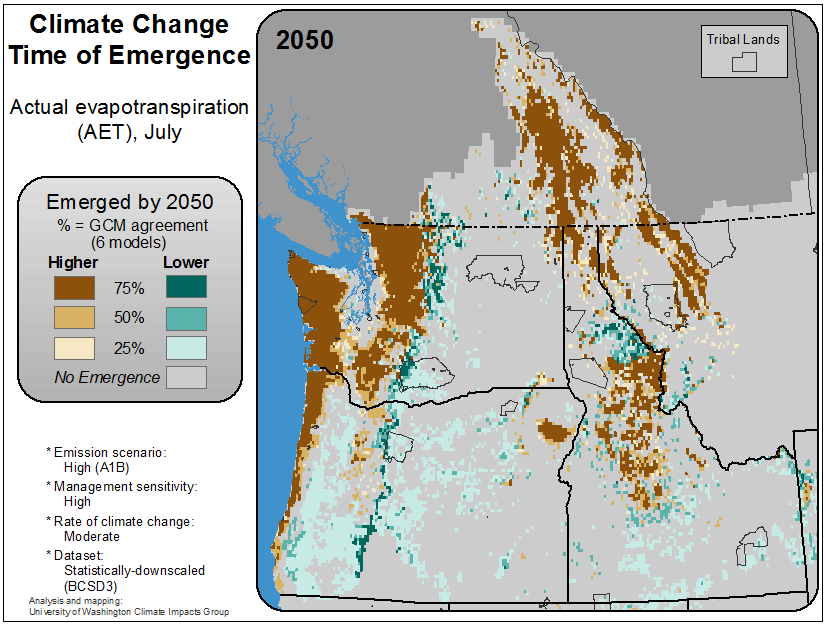 Climate Change
Time of Emergence
Actual evapotranspiration
(AET), July
Emerged by 2050
% = GCM agreement
(6 models)
Higher Lower
75%
50%
25%
No Emergence
* Emission scenario:
High (A1B)
* Management sensitivity:
High
* Rate of climate change:
Moderate
* Dataset:
Statistically-downscaled
(BCSD3)
Analysis and mapping:
University of Washington Climate Impacts Group
2050
Tribal Lands